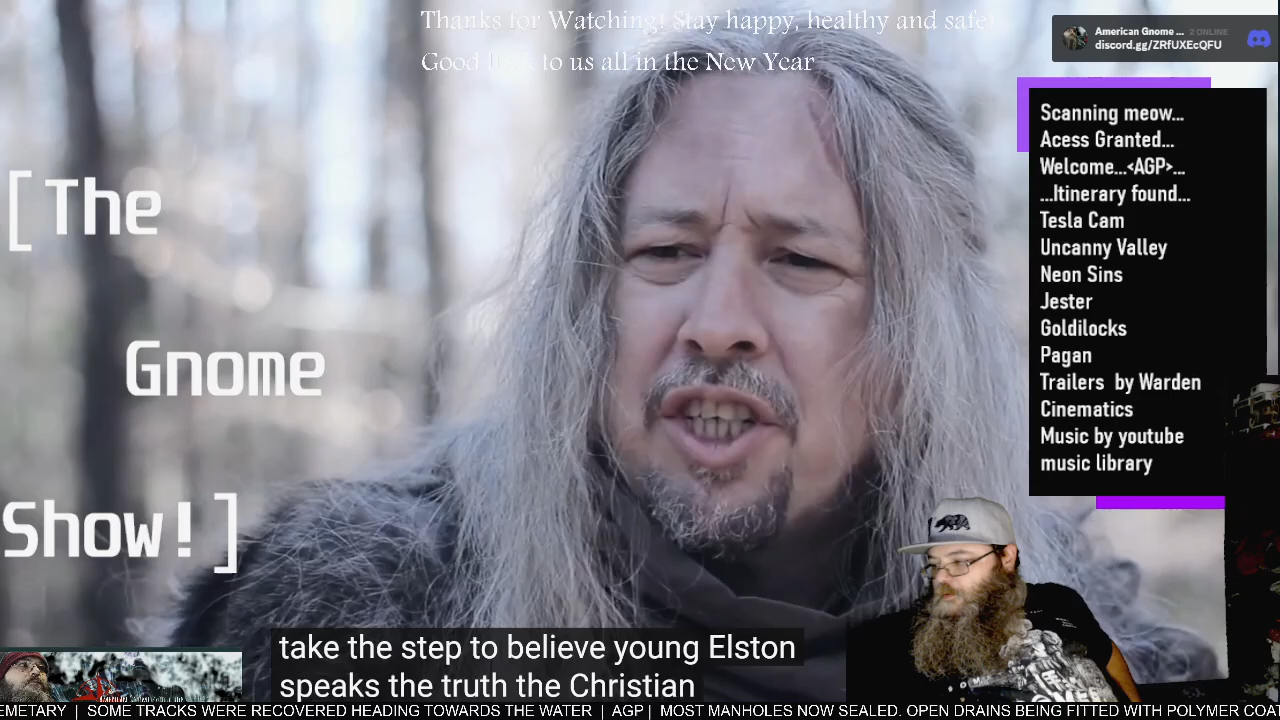 Thanks for Watching! Stay happy, healthy and safe!
Good luck to us all in the New Year
American Gnome ... 2 ONLINE
discord.gg/ZRfUXEcQFU
[The
Gnome
Show!]
Scanning meow...
Acess Granted...
Welcome...<AGP>...
...Itinerary found...
Tesla Cam
Uncanny Valley
Neon Sins
Jester
Goldilocks
Pagan
Trailers by Warden
Cinematics
Music by youtube
music library
take the step to believe young Elston
speaks the truth the Christian
EMETARY | SOME TRACKS WERE RECOVERED HEADING TOWARDS THE WATER | AGP | MOST MANHOLES NOW SEALED. OPEN DRAINS BEING FITTED WITH POLYMER COA